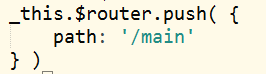 _this.$router.push( {
    path: '/main'
} )